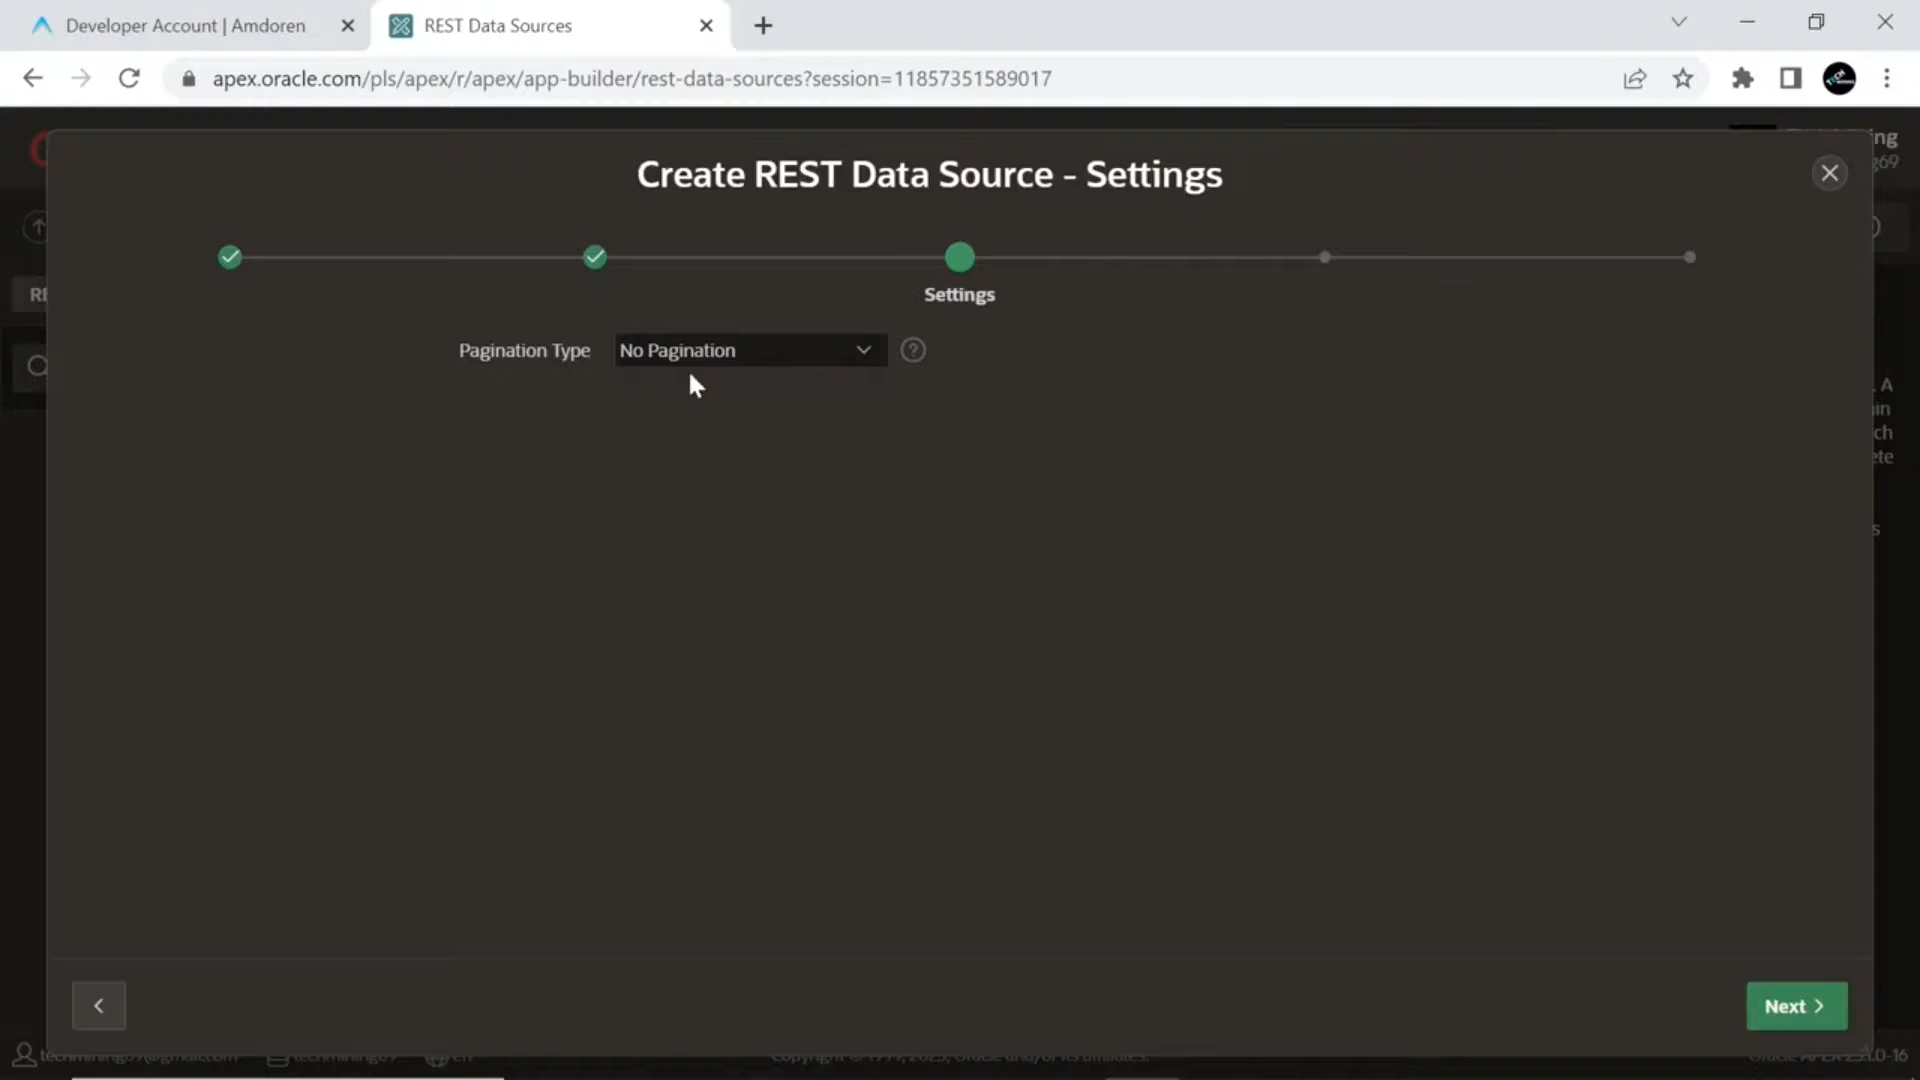 Developer Account | Amdoren
REST Data Sources
apex.oracle.com/pls/apex/r/apex/app-builder/rest-data-sources?session=11857351589017
Create REST Data Source - Settings
Settings
Pagination Type
No Pagination
Next